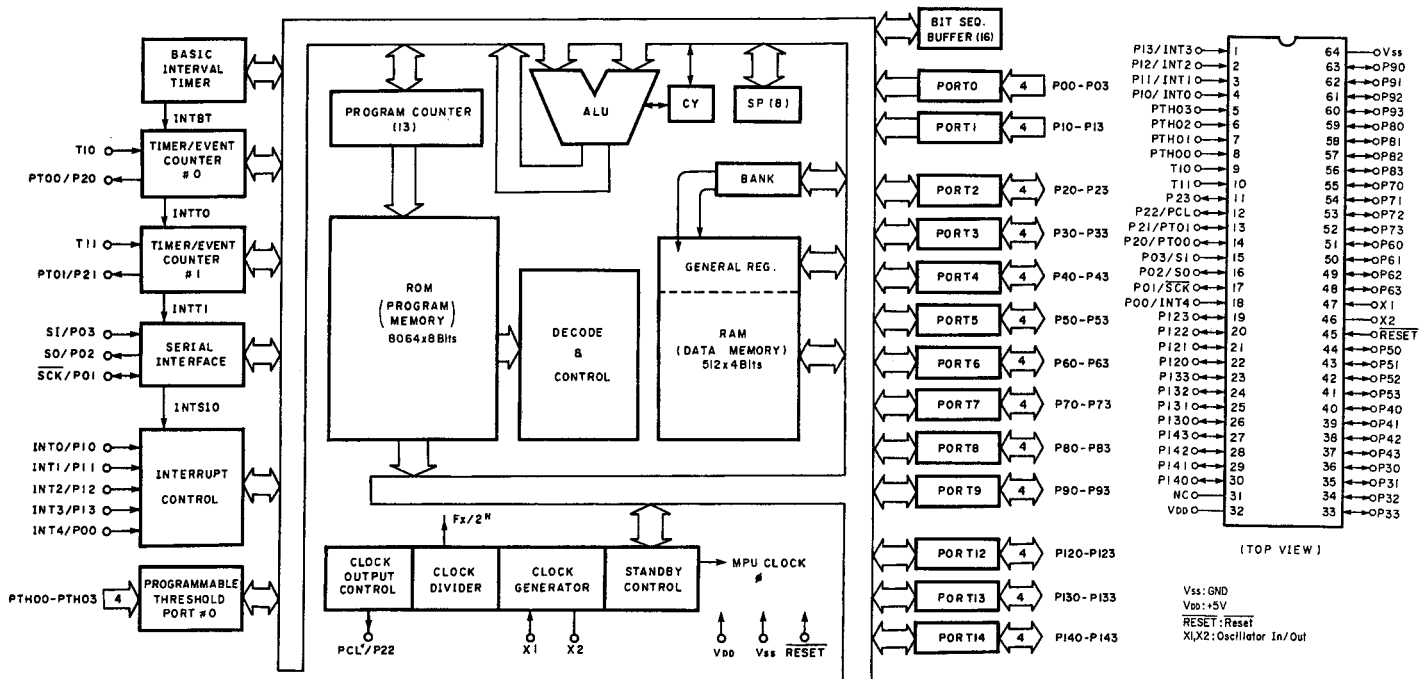 BASIC
INTERVAL
TIMER
INTBT
TI0
PT00/P20
TIMER/EVENT
COUNTER
#0
INTT0
TI1
PT01/P21
TIMER/EVENT
COUNTER
#1
INTT1
SI/P03
SO/P02
SCK/P01
SERIAL
INTERFACE
INTSIO
INT0/P10
INT1/P11
INT2/P12
INT3/P13
INT4/P00
INTERRUPT
CONTROL
PTH00-PTH03
4
PROGRAMMABLE
THRESHOLD
PORT #0
PROGRAM COUNTER
(13)
ALU
CY
SP (8)
BANK
ROM
(PROGRAM
MEMORY)
8064x8Bits
DECODE
&
CONTROL
GENERAL REG.
RAM
(DATA MEMORY)
512x4Bits
Fx/2N
CLOCK
OUTPUT
CONTROL
CLOCK
DIVIDER
CLOCK
GENERATOR
STANDBY
CONTROL
MPU CLOCK
ø
PCL/P22
X1
X2
VDD
Vss
RESET
BIT SEQ.
BUFFER (16)
PORT0 4 P00-P03
PORT1 4 P10-P13
PORT2 4 P20-P23
PORT3 4 P30-P33
PORT4 4 P40-P43
PORT5 4 P50-P53
PORT6 4 P60-P63
PORT7 4 P70-P73
PORT8 4 P80-P83
PORT9 4 P90-P93
PORT12 4 P120-P123
PORT13 4 P130-P133
PORT14 4 P140-P143
P13/INT3 1 64 Vss
P12/INT2 2 63 P90
P11/INT1 3 62 P91
P10/INT0 4 61 P92
PTH03 5 60 P93
PTH02 6 59 P80
PTH01 7 58 P81
PTH00 8 57 P82
TI0 9 56 P83
TI1 10 55 P70
P23 11 54 P71
P22/PCL 12 53 P72
P21/PT01 13 52 P73
P20/PT00 14 51 P60
P03/SI 15 50 P61
P02/SO 16 49 P62
P01/SCK 17 48 P63
P00/INT4 18 47 X1
P123 19 46 X2
P122 20 45 RESET
P121 21 44 P50
P120 22 43 P51
P133 23 42 P52
P132 24 41 P53
P131 25 40 P40
P130 26 39 P41
P143 27 38 P42
P142 28 37 P43
P141 29 36 P30
P140 30 35 P31
NC 31 34 P32
VDD 32 33 P33
(TOP VIEW)
Vss: GND
VDD: +5V
RESET: Reset
X1,X2: Oscillator In/Out